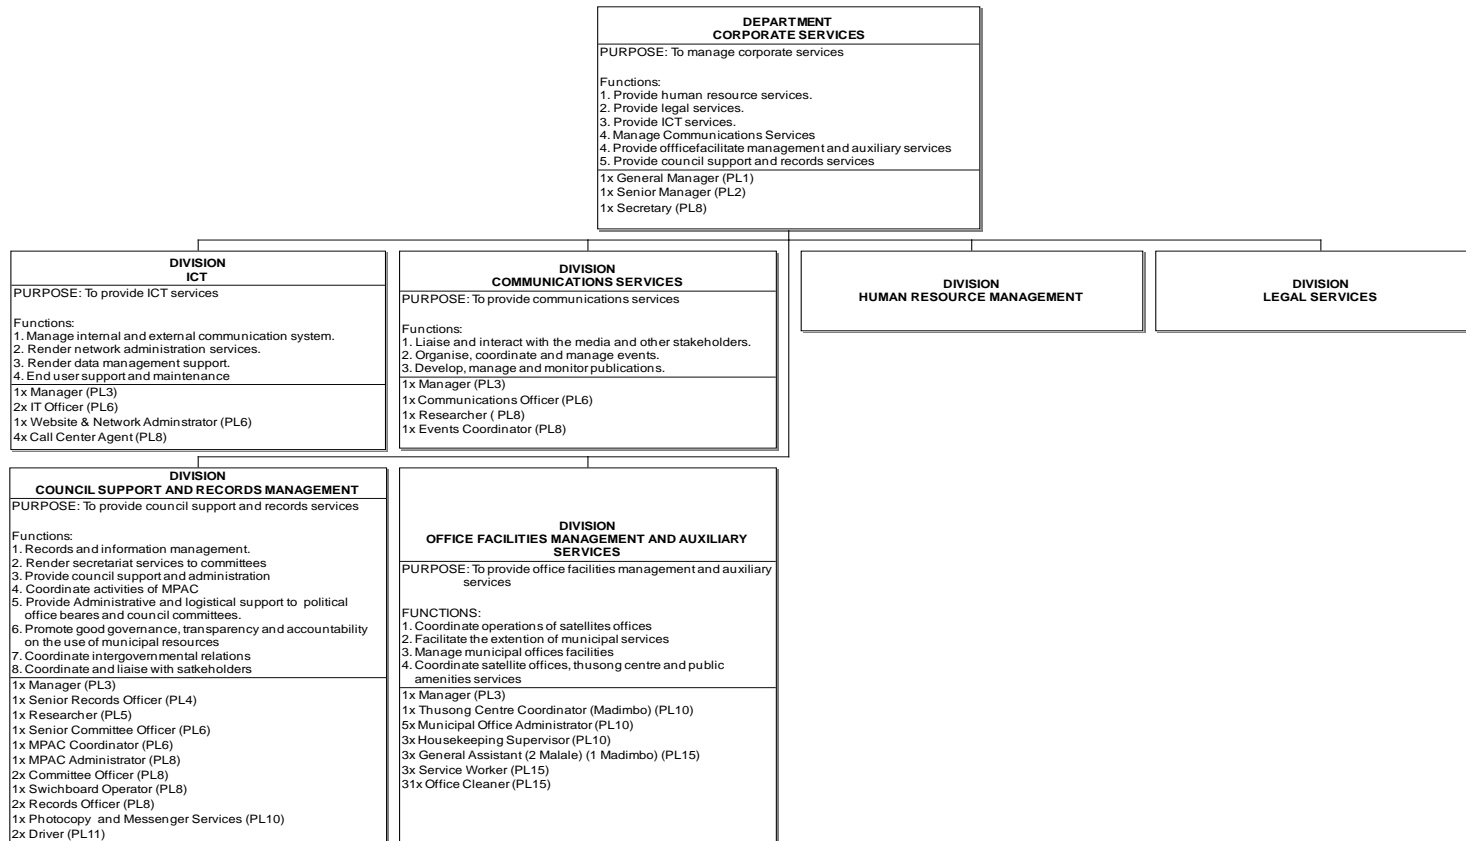 DEPARTMENT
CORPORATE SERVICES
PURPOSE: To manage corporate services
Functions:
1. Provide human resource services.
2. Provide legal services.
3. Provide ICT services.
4. Manage Communications Services
4. Provide offficefacilitate management and auxiliary services
5. Provide council support and records services
1x General Manager (PL1)
1x Senior Manager (PL2)
1x Secretary (PL8)
DIVISION
ICT
PURPOSE: To provide ICT services
Functions:
1. Manage internal and external communication system.
2. Render network administration services.
3. Render data management support.
4. End user support and maintenance
1x Manager (PL3)
2x IT Officer (PL6)
1x Website & Network Adminstrator (PL6)
4x Call Center Agent (PL8)
DIVISION
COMMUNICATIONS SERVICES
PURPOSE: To provide communications services
Functions:
1. Liaise and interact with the media and other stakeholders.
2. Organise, coordinate and manage events.
3. Develop, manage and monitor publications.
1x Manager (PL3)
1x Communications Officer (PL6)
1x Researcher ( PL8)
1x Events Coordinator (PL8)
DIVISION
HUMAN RESOURCE MANAGEMENT
DIVISION
LEGAL SERVICES
DIVISION
COUNCIL SUPPORT AND RECORDS MANAGEMENT
PURPOSE: To provide council support and records services
Functions:
1. Records and information management.
2. Render secretariat services to committees
3. Provide council support and administration
4. Coordinate activities of MPAC
5. Provide Administrative and logistical support to political
office beares and council committees.
6. Promote good governance, transparency and accountability
on the use of municipal resources
7. Coordinate intergovernmental relations
8. Coordinate and liaise with satkeholders
1x Manager (PL3)
1x Senior Records Officer (PL4)
1x Researcher (PL5)
1x Senior Committee Officer (PL6)
1x MPAC Coordinator (PL6)
1x MPAC Administrator (PL8)
2x Committee Officer (PL8)
1x Swichboard Operator (PL8)
2x Records Officer (PL8)
1x Photocopy and Messenger Services (PL10)
2x Driver (PL11)
DIVISION
OFFICE FACILITIES MANAGEMENT AND AUXILIARY
SERVICES
PURPOSE: To provide office facilities management and auxiliary
services
FUNCTIONS:
1. Coordinate operations of satellites offices
2. Facilitate the extention of municipal services
3. Manage municipal offices facilities
4. Coordinate satellite offices, thusong centre and public
amenities services
1x Manager (PL3)
1x Thusong Centre Coordinator (Madimbo) (PL10)
5x Municipal Office Administrator (PL10)
3x Housekeeping Supervisor (PL10)
3x General Assistant (2 Malale) (1 Madimbo) (PL15)
3x Service Worker (PL15)
31x Office Cleaner (PL15)